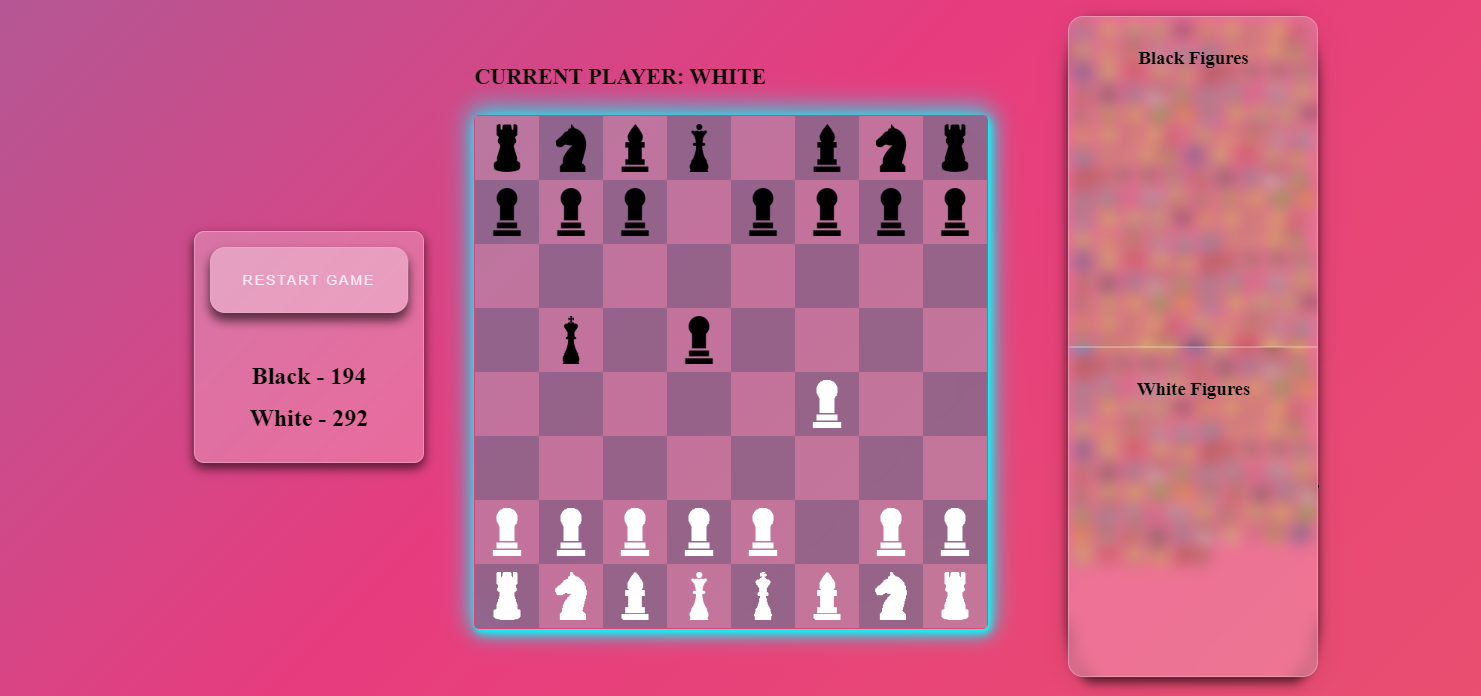 CURRENT PLAYER: WHITE
RESTART GAME
Black - 194
White - 292
Black Figures
White Figures